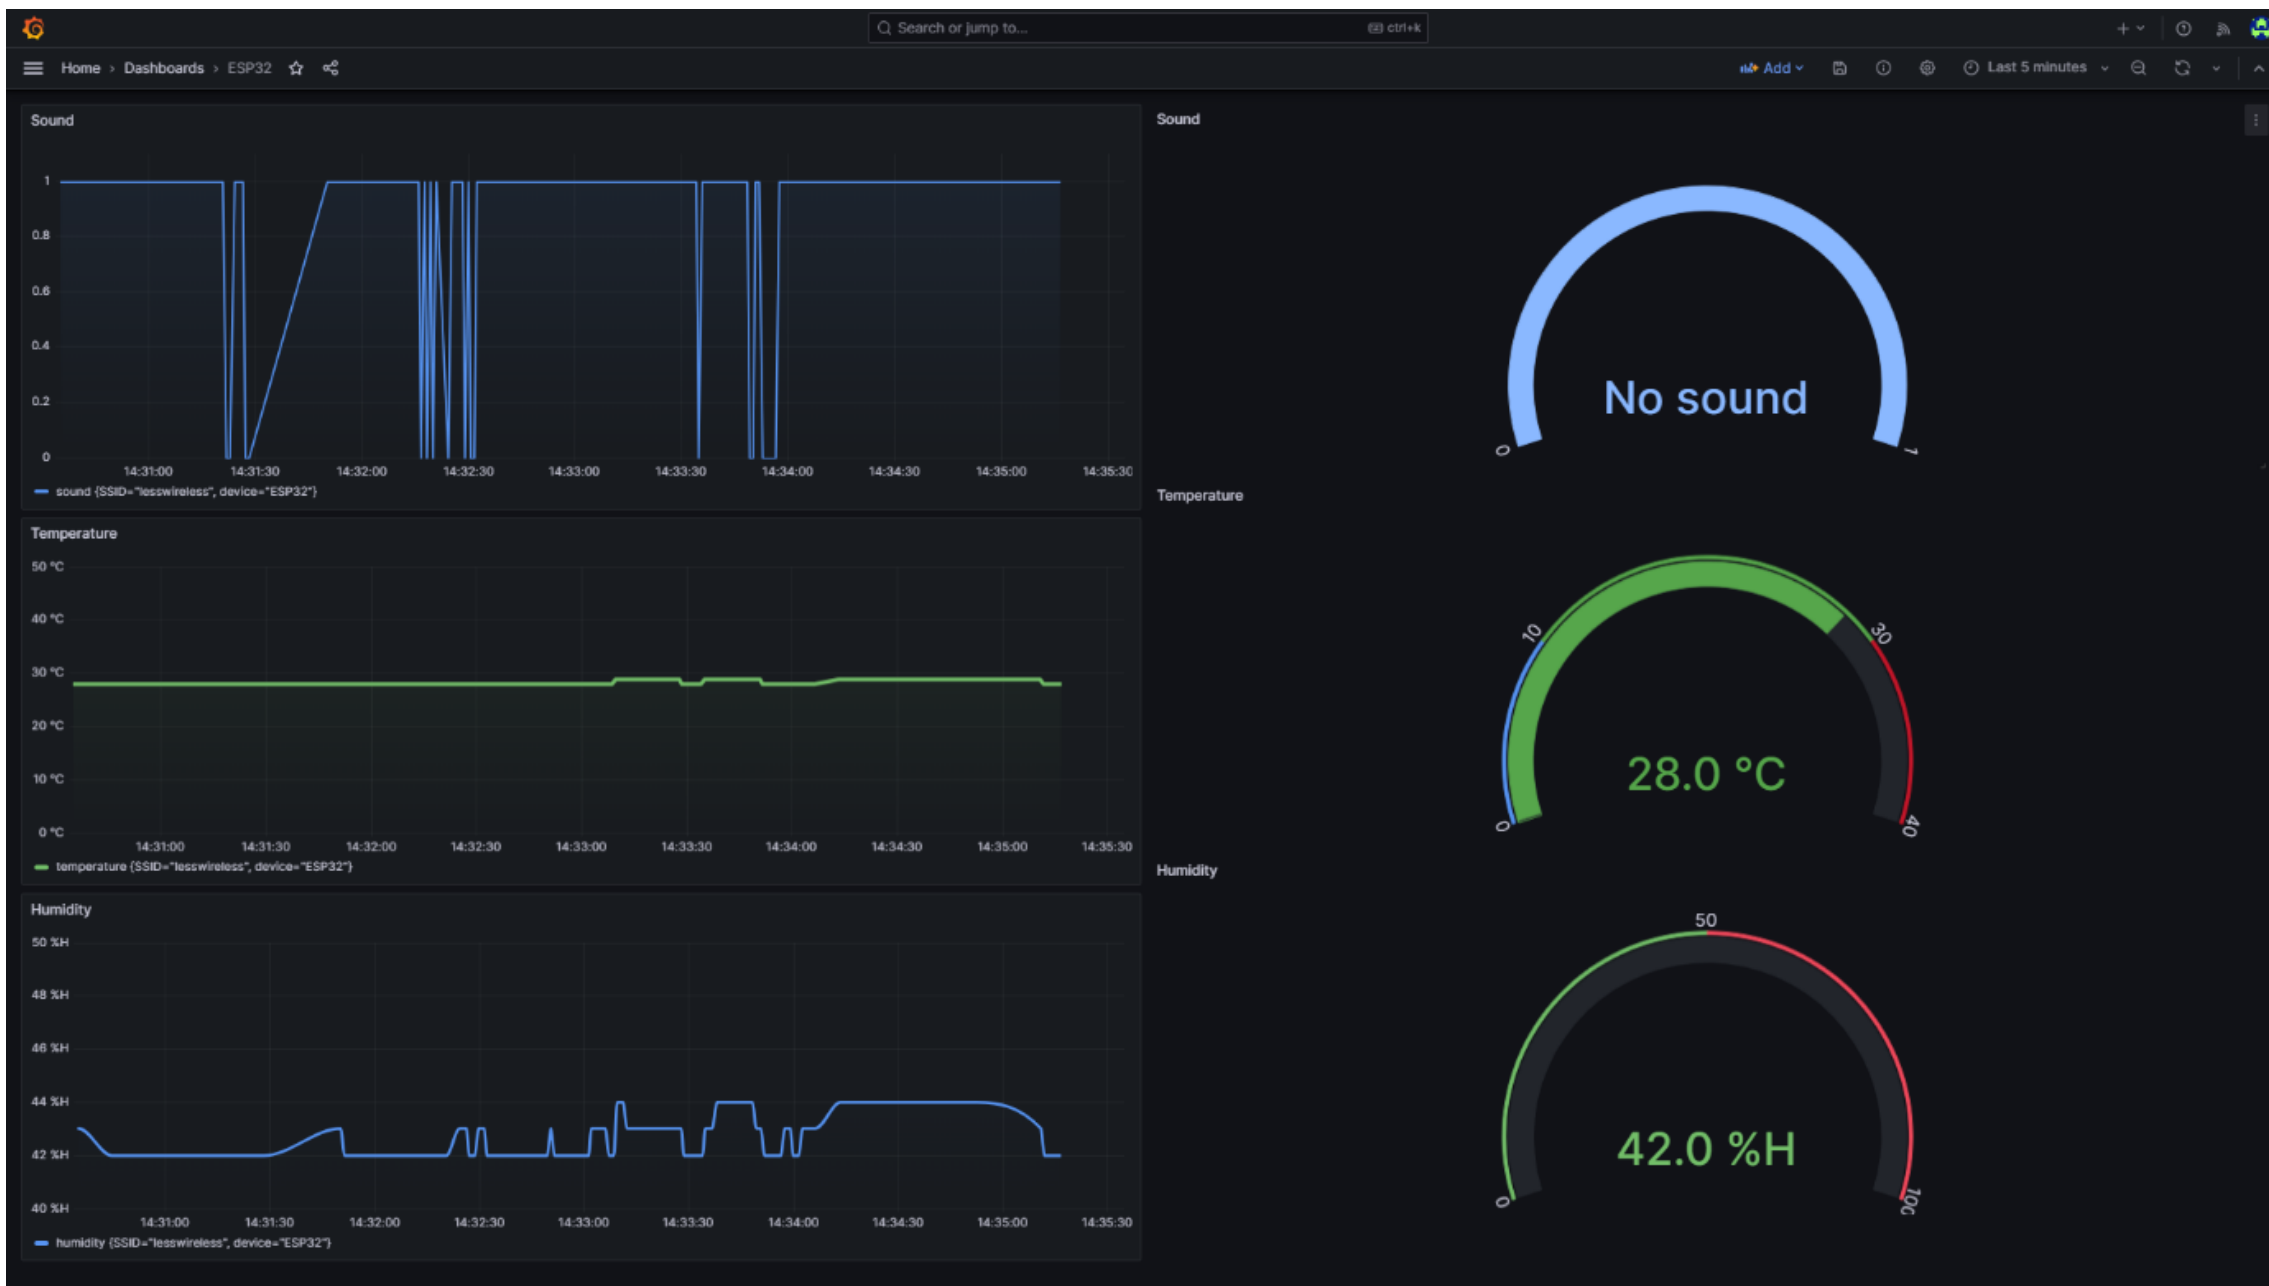 Search or jump to...
ctrl+k
Home › Dashboards › ESP32
Add
Last 5 minutes
Sound
1
0.8
0.6
0.4
0.2
0
14:31:00 14:31:30 14:32:00 14:32:30 14:33:00 14:33:30 14:34:00 14:34:30 14:35:00 14:35:30
sound {SSID="lesswireless", device="ESP32"}
Sound
No sound
0
1
Temperature
50 °C
40 °C
30 °C
20 °C
10 °C
0 °C
14:31:00 14:31:30 14:32:00 14:32:30 14:33:00 14:33:30 14:34:00 14:34:30 14:35:00 14:35:30
temperature {SSID="lesswireless", device="ESP32"}
Temperature
10
30
28.0 °C
0
40
Humidity
50 %H
48 %H
46 %H
44 %H
42 %H
40 %H
14:31:00 14:31:30 14:32:00 14:32:30 14:33:00 14:33:30 14:34:00 14:34:30 14:35:00 14:35:30
humidity {SSID="lesswireless", device="ESP32"}
Humidity
50
42.0 %H
0
100